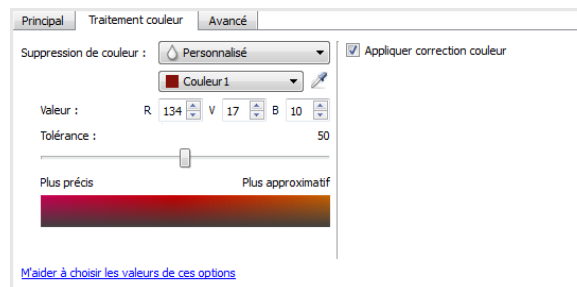 Principal Traitement couleur Avancé
Suppression de couleur : Personnalisé Appliquer correction couleur
Couleur1
Valeur : R 134 V 17 B 10
Tolérance : 50
Plus précis Plus approximatif
M'aider à choisir les valeurs de ces options